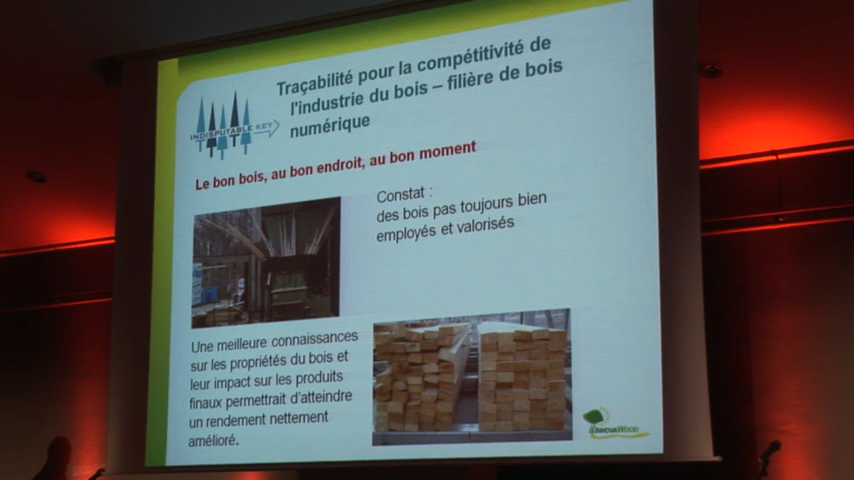 Traçabilité pour la compétitivité de
l'industrie du bois – filière de bois
numérique
INDISPUTABLE KEY
Le bon bois, au bon endroit, au bon moment
Constat :
des bois pas toujours bien
employés et valorisés
Une meilleure connaissances
sur les propriétés du bois et
leur impact sur les produits
finaux permettrait d'atteindre
un rendement nettement
amélioré.
INNOVAWOOD